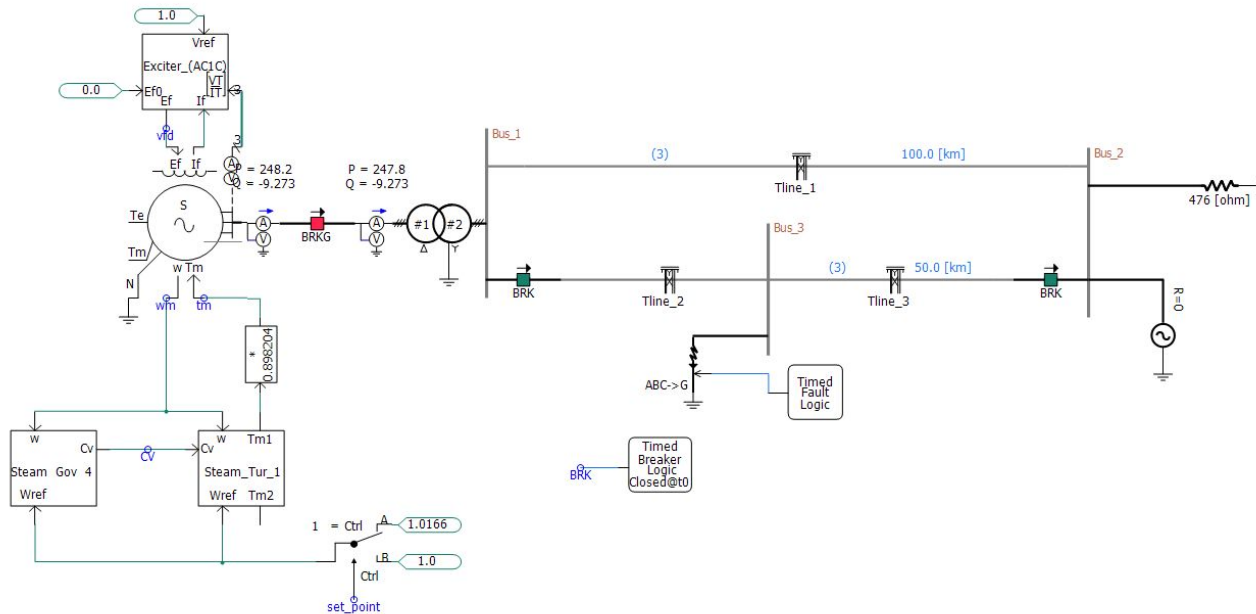 1.0
Vref
Exciter_(AC1C)
VT
IT
3
0.0
Ef0
Ef
If
vfd
3
Ef If
A
V
P = 248.2
Q = -9.273
P = 247.8
Q = -9.273
S
Te
Tm
N
w Tm
A
V
BRKG
A
V
#1
#2
Δ
Y
Bus_1
(3)
100.0 [km]
Tline_1
Bus_2
476 [ohm]
Bus_3
(3)
50.0 [km]
BRK
Tline_2
Tline_3
BRK
R=0
wm
tm
*
0.898204
ABC->G
Timed
Fault
Logic
Timed
Breaker
Logic
Closed@t0
BRK
w
Cv
Steam Gov 4
Wref
CV
w
Tm1
Cv
Steam_Tur_1
Wref Tm2
1 = Ctrl
A
1.0166
B
1.0
Ctrl
set_point